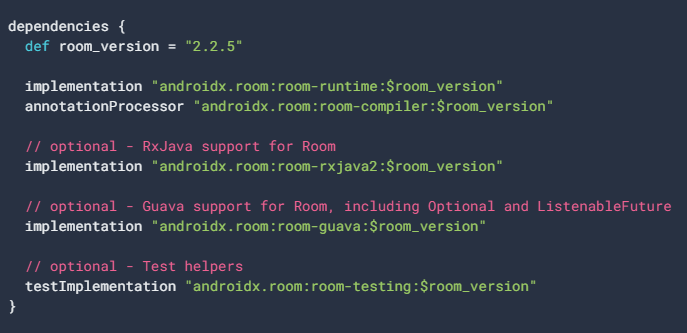 dependencies {
def room_version = "2.2.5"
implementation "androidx.room:room-runtime:$room_version"
annotationProcessor "androidx.room:room-compiler:$room_version"
// optional - RxJava support for Room
implementation "androidx.room:room-rxjava2:$room_version"
// optional - Guava support for Room, including Optional and ListenableFuture
implementation "androidx.room:room-guava:$room_version"
// optional - Test helpers
testImplementation "androidx.room:room-testing:$room_version"
}